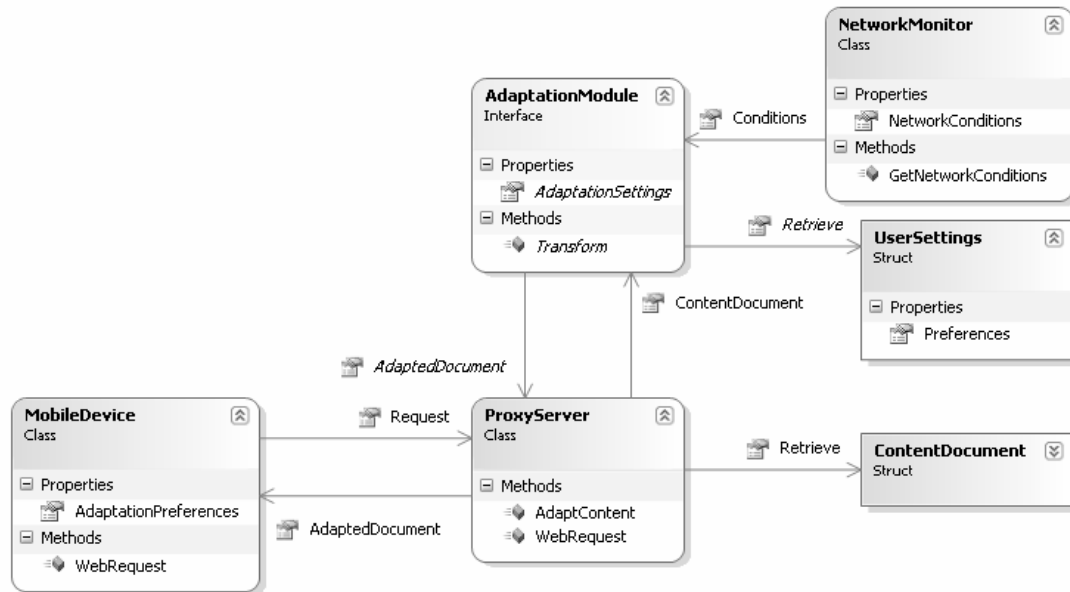 NetworkMonitor
Class
Properties
NetworkConditions
Methods
GetNetworkConditions
AdaptationModule
Interface
Properties
AdaptationSettings
Methods
Transform
Conditions
Retrieve
UserSettings
Struct
Properties
Preferences
ContentDocument
AdaptedDocument
MobileDevice
Class
Properties
AdaptationPreferences
Methods
WebRequest
Request
ProxyServer
Class
Methods
AdaptContent
WebRequest
Retrieve
ContentDocument
Struct
AdaptedDocument